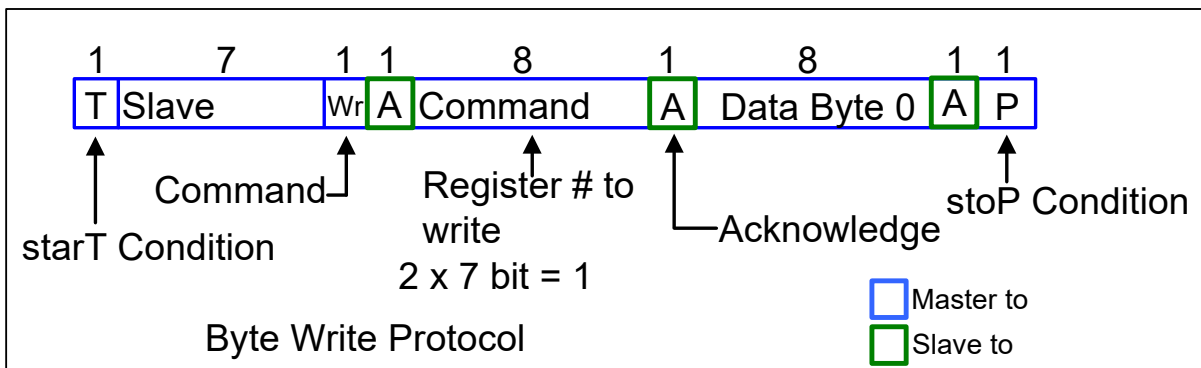 1 7 1 1 8 1 8 1 1
T Slave Wr A Command A Data Byte 0 A P
Command
Register # to
write
2 x 7 bit = 1
starT Condition
Acknowledge
stoP Condition
Byte Write Protocol
Master to
Slave to